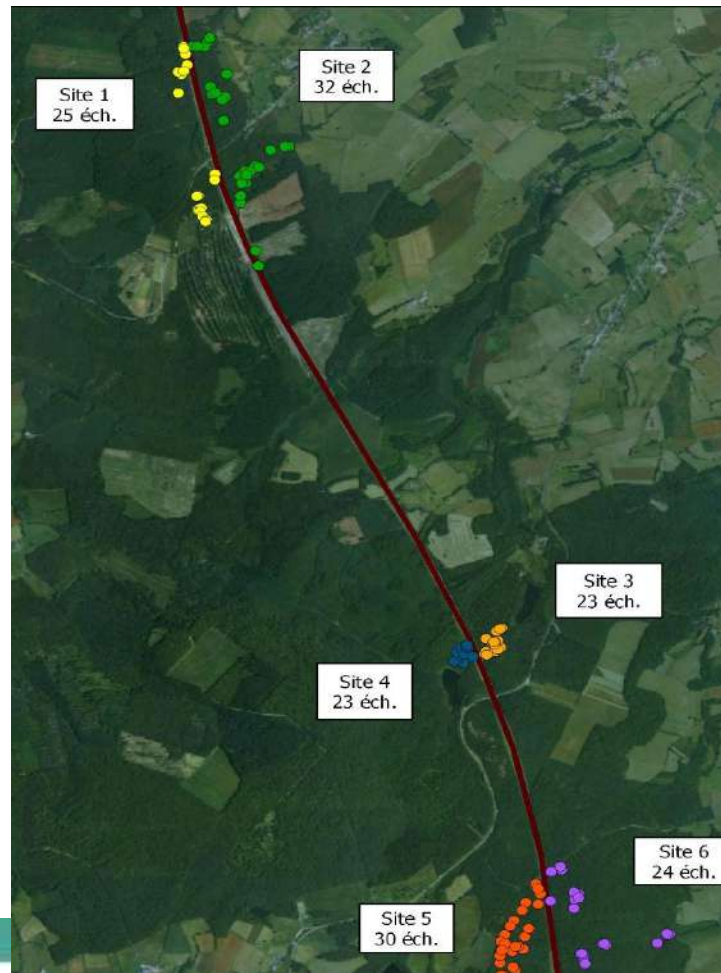 Site 1
25 éch.
Site 2
32 éch.
Site 3
23 éch.
Site 4
23 éch.
Site 6
24 éch.
Site 5
30 éch.